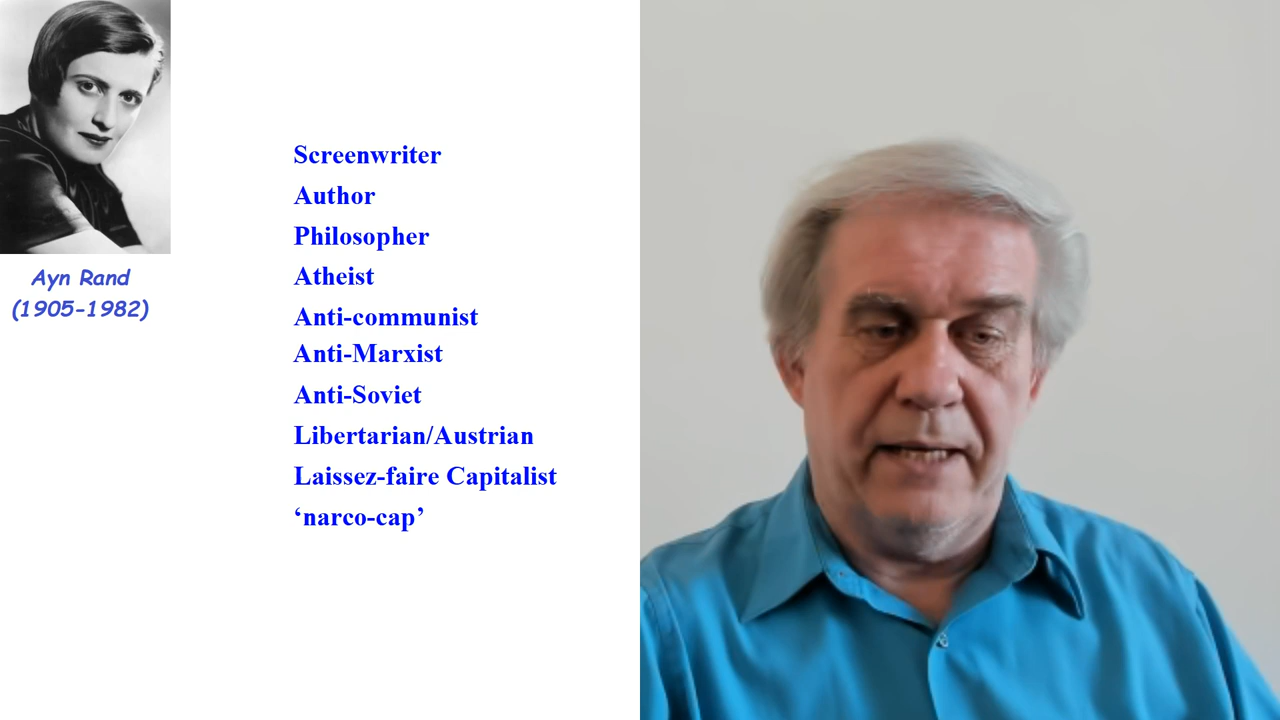 Ayn Rand
(1905-1982)
Screenwriter
Author
Philosopher
Atheist
Anti-communist
Anti-Marxist
Anti-Soviet
Libertarian/Austrian
Laissez-faire Capitalist
‘narco-cap’